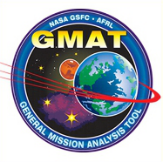 NASA GSFC - AFRL
GMAT
GENERAL MISSION ANALYSIS TOOL